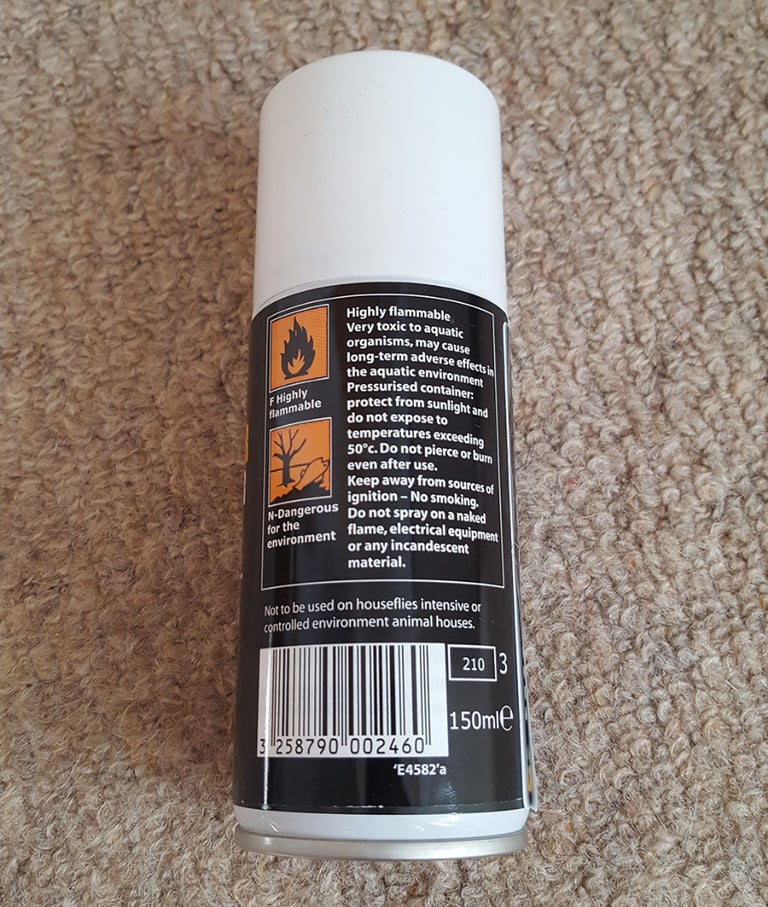 F Highly
flammable
N-Dangerous
for the
environment
Highly flammable
Very toxic to aquatic
organisms, may cause
long-term adverse effects in
the aquatic environment
Pressurised container:
protect from sunlight and
do not expose to
temperatures exceeding
50°c. Do not pierce or burn
even after use.
Keep away from sources of
ignition – No smoking.
Do not spray on a naked
flame, electrical equipment
or any incandescent
material.
Not to be used on houseflies intensive or
controlled environment animal houses.
210 3
150ml℮
3 258790 002460
‘E4582’a